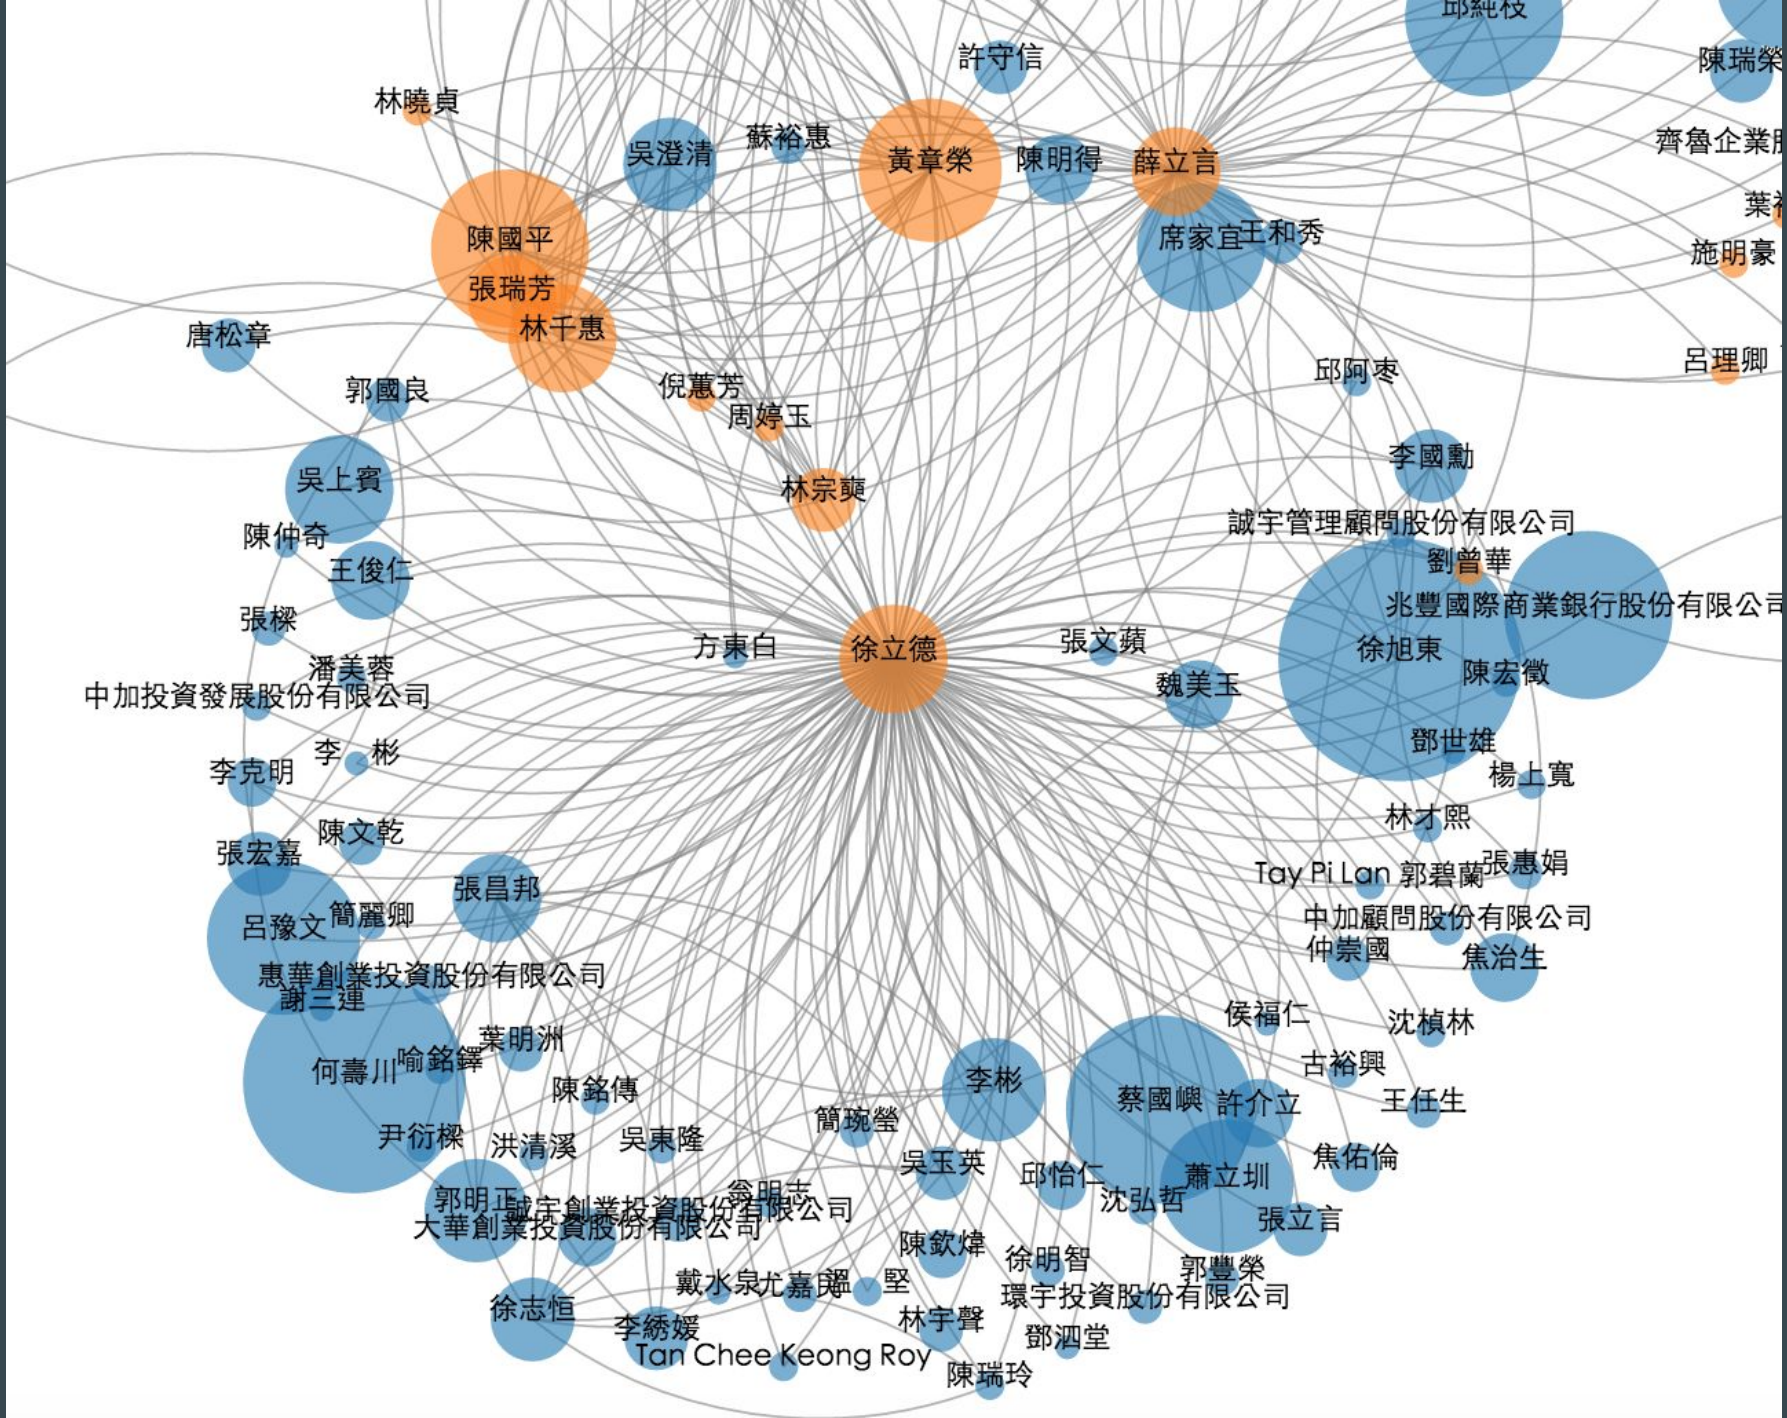 邱純枝
許守信
陳瑞榮
林曉貞
蘇裕惠
齊魯企業
吳澄清
黃章榮
陳明得
薛立言
陳國平
席家宜
王和秀
施明豪
張瑞芳
林千惠
唐松章
呂理卿
邱阿枣
郭國良
倪蕙芳
周婷玉
李國勳
吳上賓
林宗奭
誠宇管理顧問股份有限公司
陳仲奇
劉曾華
王俊仁
兆豐國際商業銀行股份有限公司
張樑
方東白
徐立德
張文蘋
徐旭東
潘美蓉
魏美玉
陳宏徵
中加投資發展股份有限公司
李 彬
鄧世雄
李克明
楊上寬
林才熙
陳文乾
張宏嘉
張惠娟
Tay Pi Lan 郭碧蘭
張昌邦
簡麗卿
呂豫文
中加顧問股份有限公司
仲崇國
焦治生
惠華創業投資股份有限公司
謝三連
侯福仁
沈楨林
葉明洲
喻銘鐸
何壽川
古裕興
李彬
陳銘傳
蔡國嶼
許介立
王任生
簡琬瑩
尹衍樑
洪清溪
吳東隆
吳玉英
焦佑倫
邱怡仁
蕭立圳
翁明志
沈弘哲
郭明正
誠宇創業投資股份有限公司
張立言
大華創業投資股份有限公司
陳欽煒
徐明智
郭豐榮
戴水泉
尤嘉民
溫 堅
環宇投資股份有限公司
徐志恒
林宇聲
李綉媛
鄧泗堂
Tan Chee Keong Roy
陳瑞玲